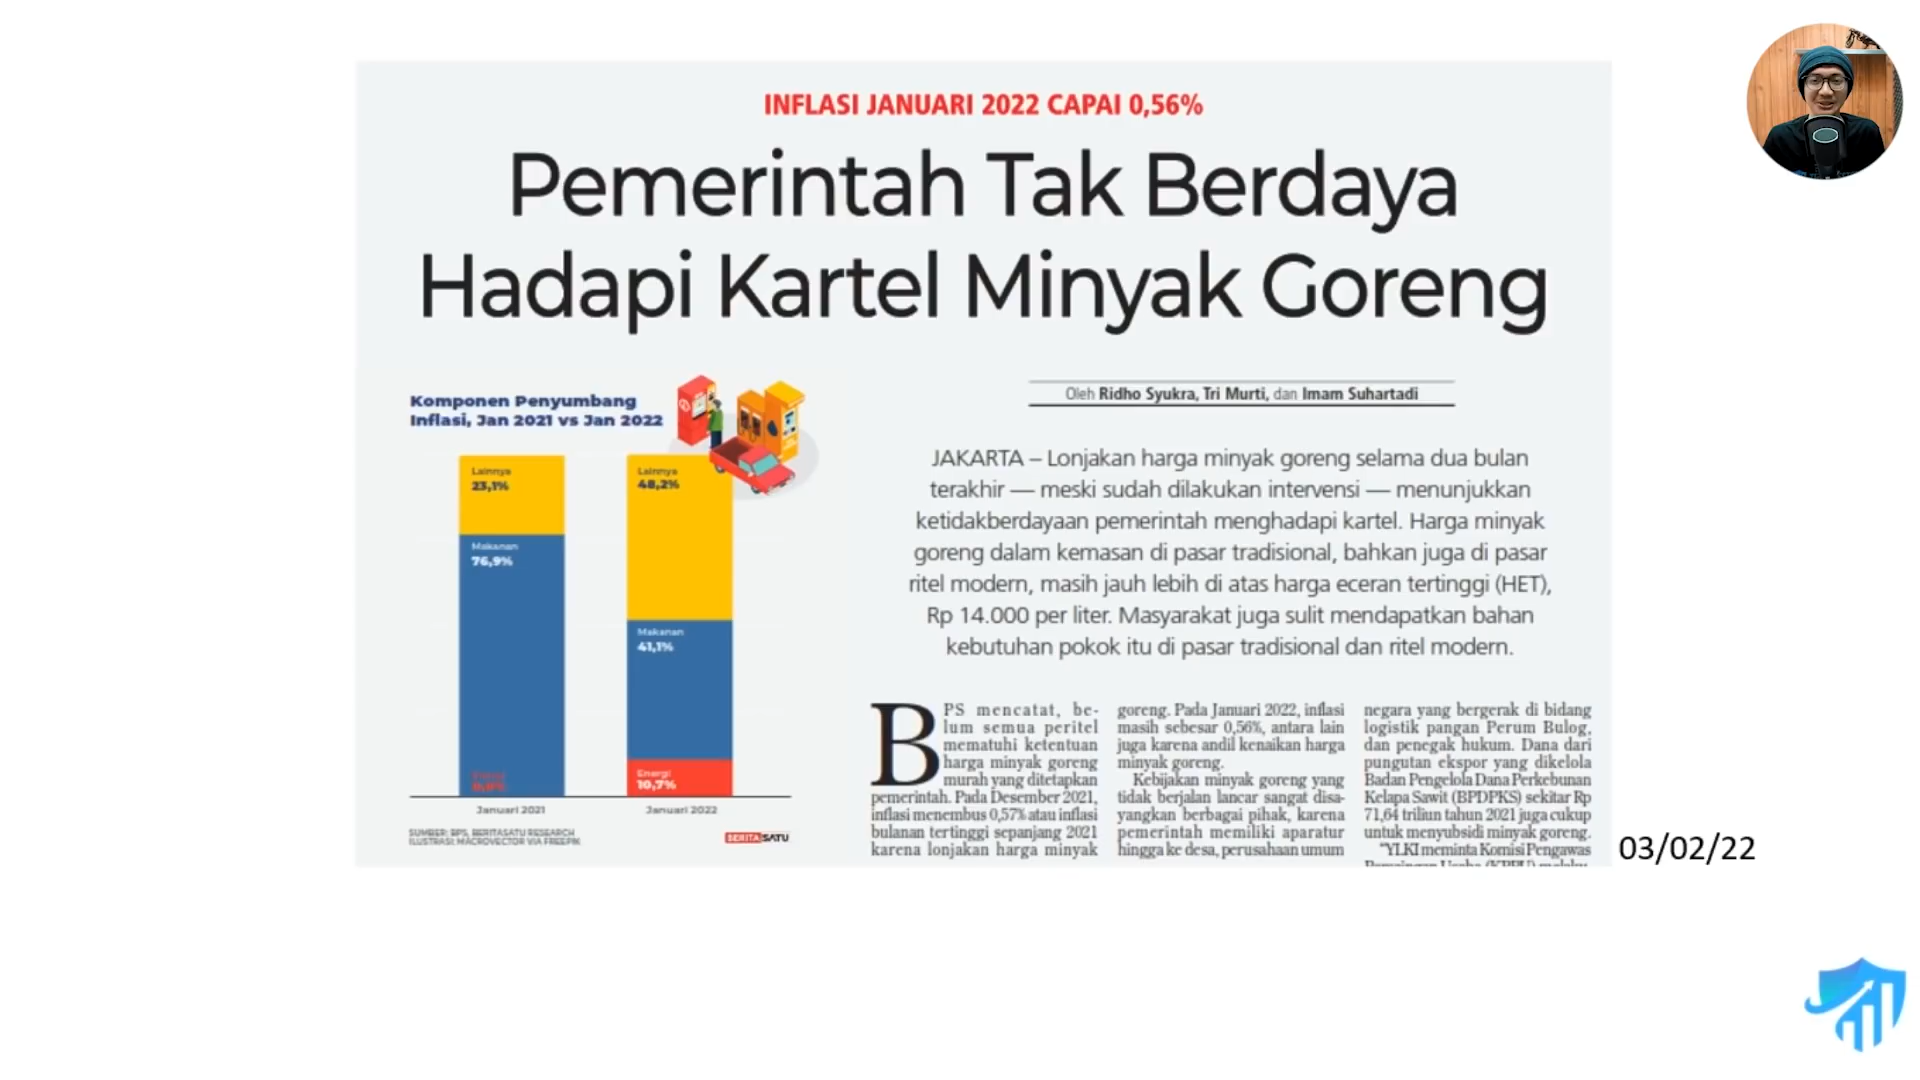 INFLASI JANUARI 2022 CAPAI 0,56%
Pemerintah Tak Berdaya
Hadapi Kartel Minyak Goreng
Komponen Penyumbang
Inflasi, Jan 2021 vs Jan 2022
Lainnya
23,1%
Makanan
76,9%
Januari 2021
Lainnya
48,2%
Makanan
41,1%
Energi
10,7%
Januari 2022
SUMBER: BPS, BERITASATU RESEARCH
ILUSTRASI: MACROVECTOR VIA FREEPIK
BERITASATU
Oleh Ridho Syukra, Tri Murti, dan Imam Suhartadi
JAKARTA – Lonjakan harga minyak goreng selama dua bulan
terakhir — meski sudah dilakukan intervensi — menunjukkan
ketidakberdayaan pemerintah menghadapi kartel. Harga minyak
goreng dalam kemasan di pasar tradisional, bahkan juga di pasar
ritel modern, masih jauh lebih di atas harga eceran tertinggi (HET),
Rp 14.000 per liter. Masyarakat juga sulit mendapatkan bahan
kebutuhan pokok itu di pasar tradisional dan ritel modern.
BPS mencatat, be-
lum semua peritel
mematuhi ketentuan
harga minyak goreng
murah yang ditetapkan
pemerintah. Pada Desember 2021,
inflasi menembus 0,57% atau inflasi
bulanan tertinggi sepanjang 2021
karena lonjakan harga minyak
goreng. Pada Januari 2022, inflasi
masih sebesar 0,56%, antara lain
juga karena andil kenaikan harga
minyak goreng.
Kebijakan minyak goreng yang
tidak berjalan lancar sangat disa-
yangkan berbagai pihak, karena
pemerintah memiliki aparatur
hingga ke desa, perusahaan umum
negara yang bergerak di bidang
logistik pangan Perum Bulog,
dan penegak hukum. Dana dari
pungutan ekspor yang dikelola
Badan Pengelola Dana Perkebunan
Kelapa Sawit (BPDPKS) sekitar Rp
71,64 triliun tahun 2021 juga cukup
untuk menyubsidi minyak goreng.
"YLKI meminta Komisi Pengawas
03/02/22